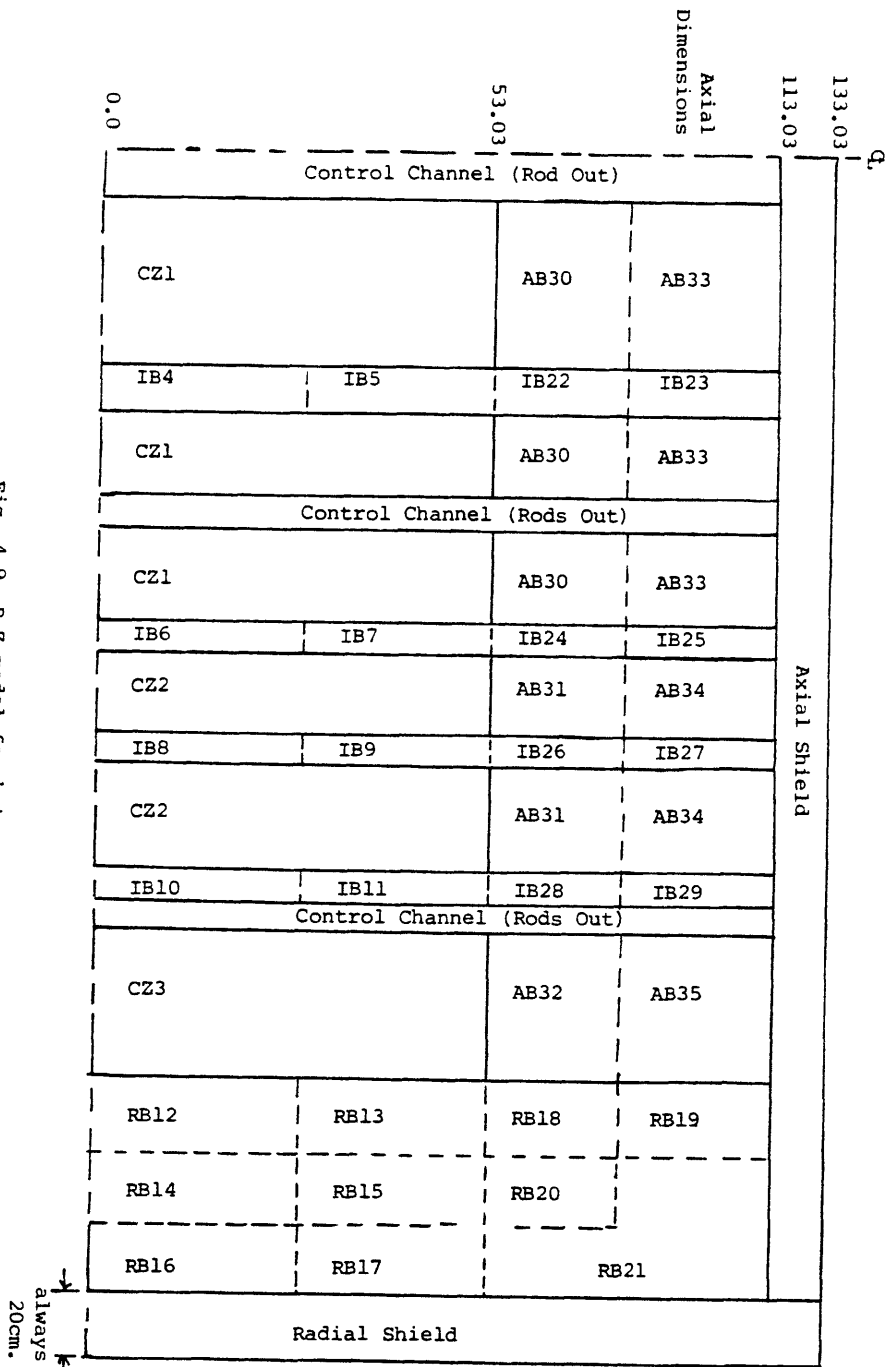 ℄
133.03
113.03
Axial
Dimensions
53.03
0.0
Control Channel (Rod Out)
CZ1
AB30
AB33
IB4
IB5
IB22
IB23
CZ1
AB30
AB33
Control Channel (Rods Out)
CZ1
AB30
AB33
IB6
IB7
IB24
IB25
CZ2
AB31
AB34
IB8
IB9
IB26
IB27
CZ2
AB31
AB34
IB10
IB11
IB28
IB29
Control Channel (Rods Out)
CZ3
AB32
AB35
RB12
RB13
RB18
RB19
RB14
RB15
RB20
RB16
RB17
RB21
Axial Shield
Radial Shield
always
20cm.
Fig. 4.9